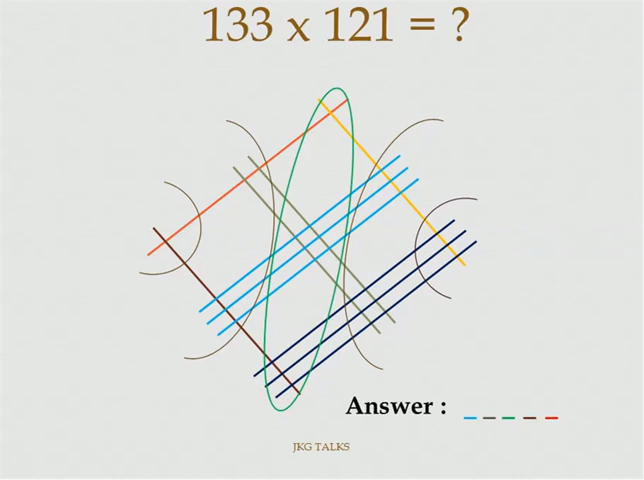 133 x 121 = ?
Answer : _ _ _ _ _
JKG TALKS